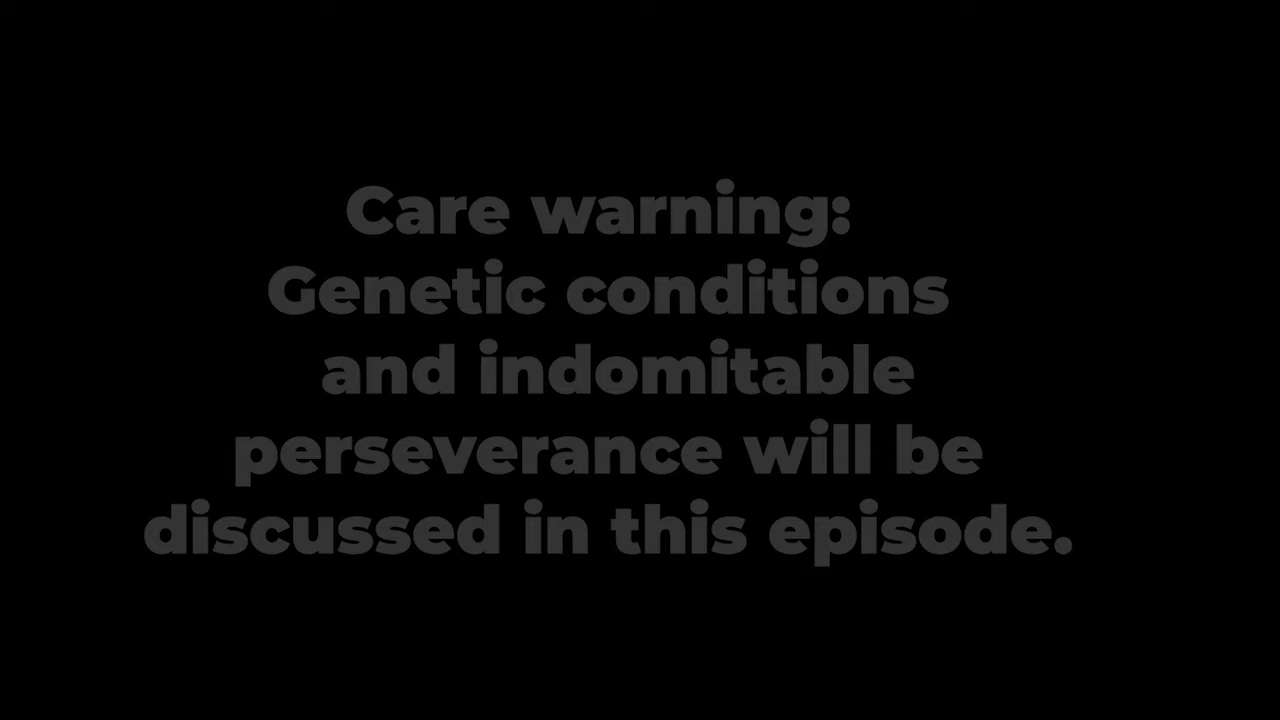 Care warning:
Genetic conditions
and indomitable
perseverance will be
discussed in this episode.